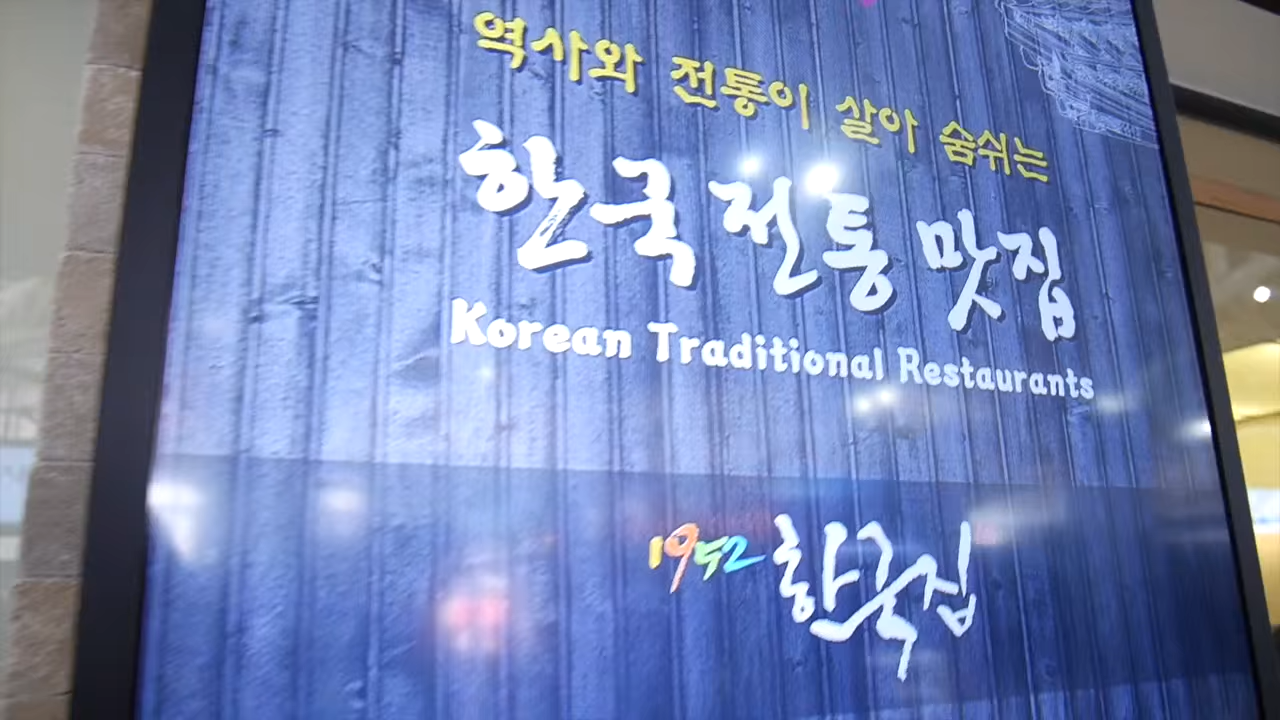 역사와 전통이 살아 숨쉬는
한국 전통 맛집
Korean Traditional Restaurants
1952 한국집